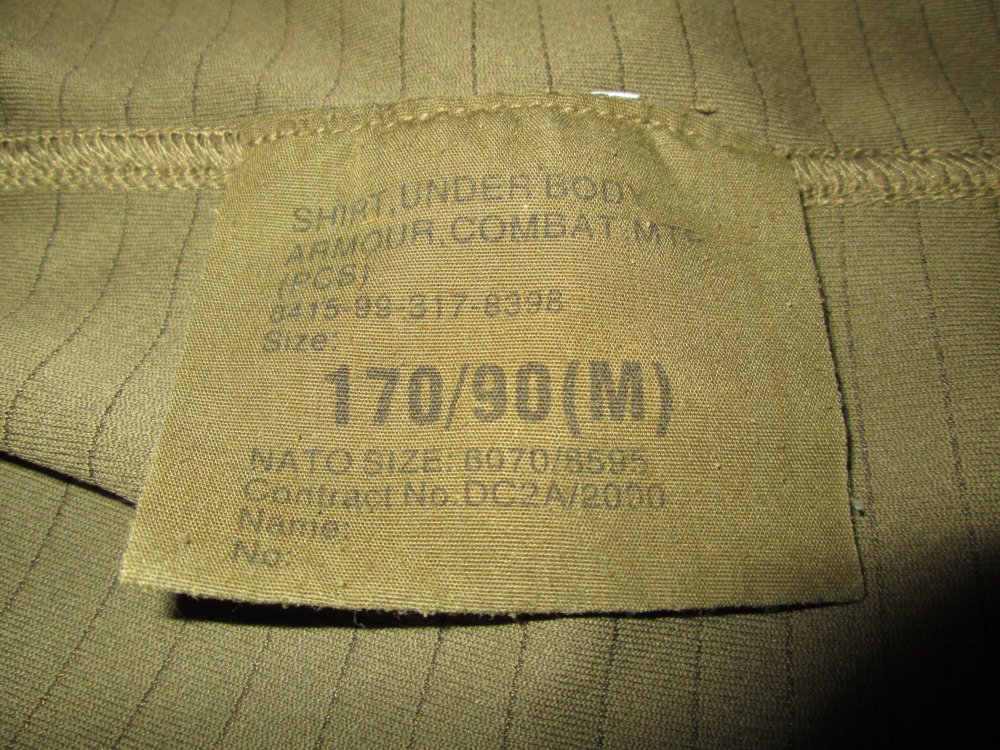 SHIRT, UNDER BODY
ARMOUR, COMBAT, MTP
(PCS)
8415-99-317-8398
Size:
170/90(M)
NATO SIZE: 6070/8595
Contract No. DC2A/2000
Name:
No: